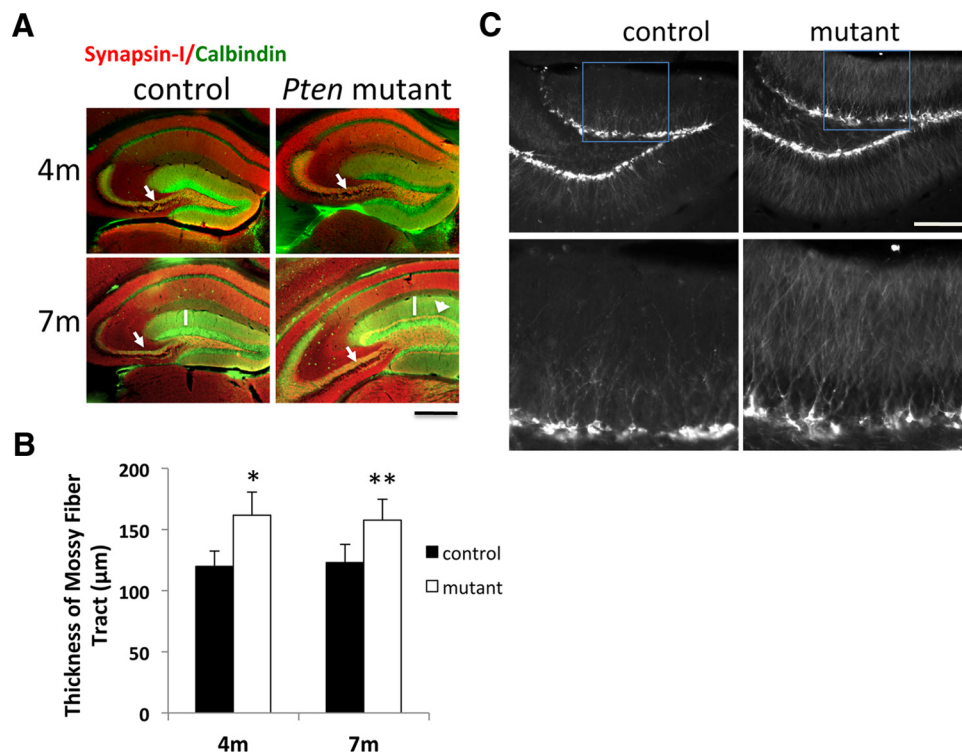 A
Synapsin-I/Calbindin
control
Pten mutant
4m
7m
B
200
150
100
50
0
Thickness of Mossy Fiber
Tract (µm)
*
**
control
mutant
4m
7m
C
control
mutant